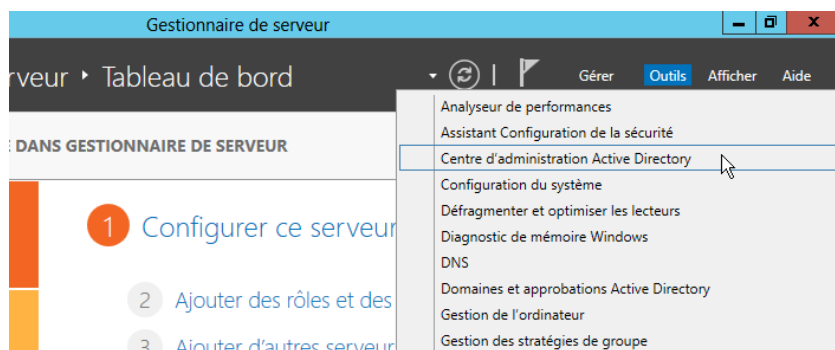 Gestionnaire de serveur
rveur • Tableau de bord
Gérer Outils Afficher Aide
DANS GESTIONNAIRE DE SERVEUR
Analyseur de performances
Assistant Configuration de la sécurité
Centre d'administration Active Directory
Configuration du système
Défragmenter et optimiser les lecteurs
Diagnostic de mémoire Windows
DNS
Domaines et approbations Active Directory
Gestion de l'ordinateur
Gestion des stratégies de groupe
1 Configurer ce serveur
2 Ajouter des rôles et des
3 Ajouter d'autres serveur